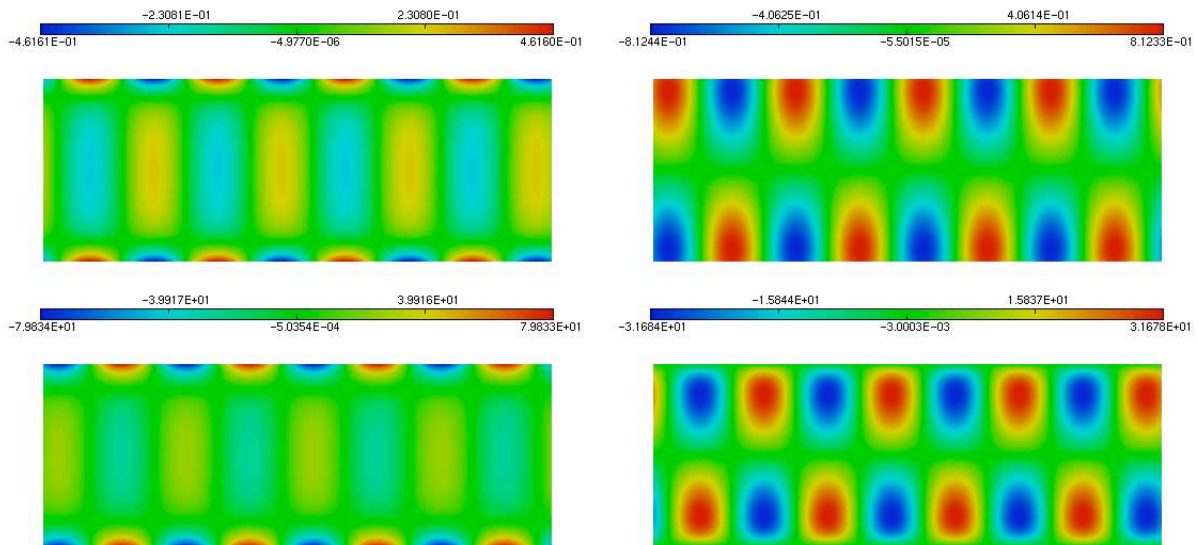 −2.3081E−01 2.3080E−01
−4.6161E−01 −4.9770E−06 4.6160E−01
−4.0625E−01 4.0614E−01
−8.1244E−01 −5.5015E−05 8.1233E−01
−3.9917E+01 3.9916E+01
−7.9834E+01 −5.0354E−04 7.9833E+01
−1.5844E+01 1.5837E+01
−3.1684E+01 −3.0003E−03 3.1678E+01